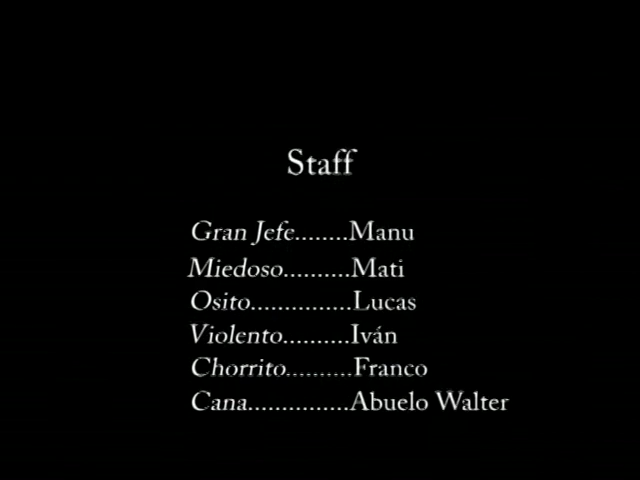 Staff
Gran Jefe........Manu
Miedoso..........Mati
Osito...............Lucas
Violento..........Iván
Chorrito..........Franco
Cana...............Abuelo Walter